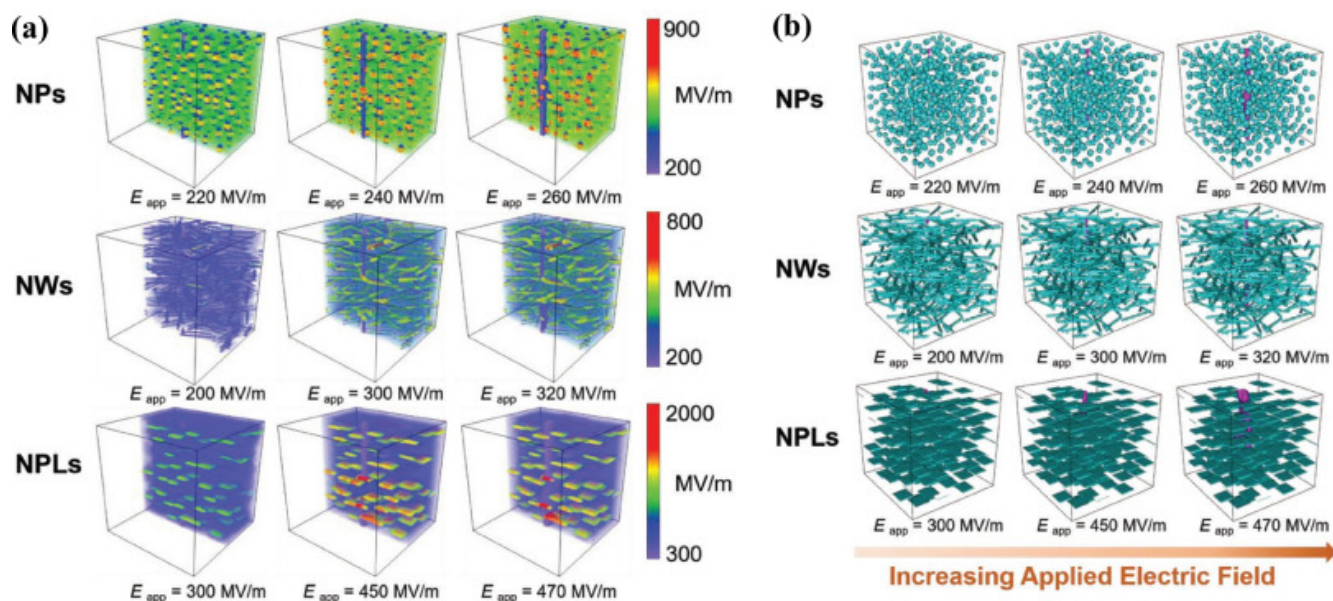 (a)
NPs
900
MV/m
200
E app = 220 MV/m
E app = 240 MV/m
E app = 260 MV/m
NWs
800
MV/m
200
E app = 200 MV/m
E app = 300 MV/m
E app = 320 MV/m
NPLs
2000
MV/m
300
E app = 300 MV/m
E app = 450 MV/m
E app = 470 MV/m
(b)
NPs
E app = 220 MV/m
E app = 240 MV/m
E app = 260 MV/m
NWs
E app = 200 MV/m
E app = 300 MV/m
E app = 320 MV/m
NPLs
E app = 300 MV/m
E app = 450 MV/m
E app = 470 MV/m
Increasing Applied Electric Field